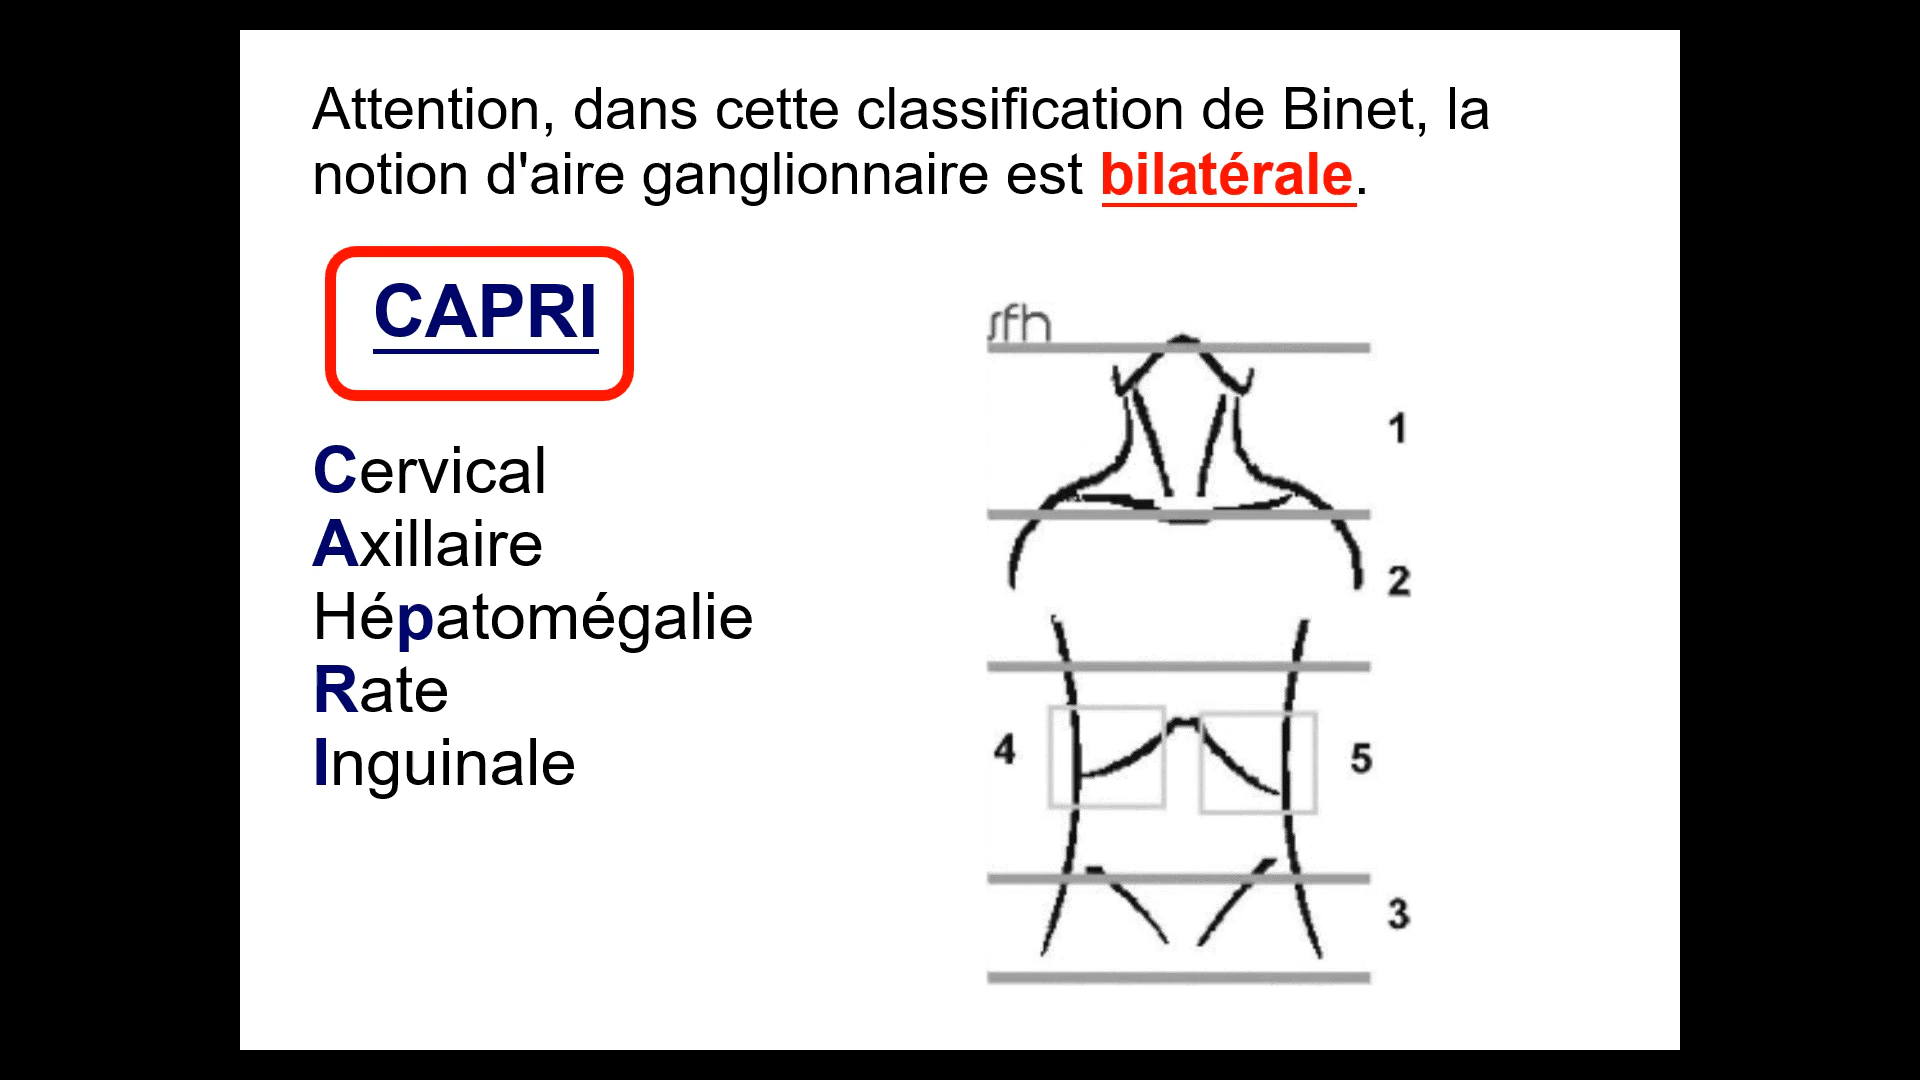 Attention, dans cette classification de Binet, la
notion d'aire ganglionnaire est bilatérale.
CAPRI
Cervical
Axillaire
Hépatomégalie
Rate
Inguinale
sfh
1
2
4
5
3